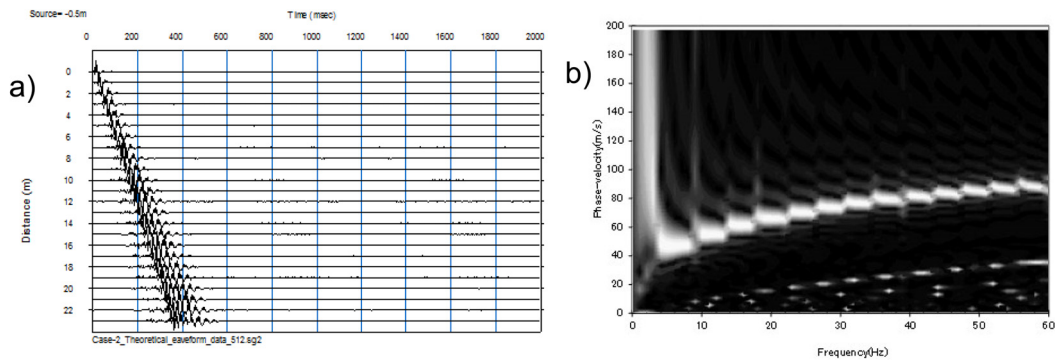 Source= -0.5m
Time (msec)
0 200 400 600 800 1000 1200 1400 1600 1800 2000
a)
Distance (m)
0
2
4
6
8
10
12
14
16
18
20
22
Case-2_Theoretical_eaveform_data_512.sg2
b)
Phase-velocity(m/s)
200
180
160
140
120
100
80
60
40
20
0
0 10 20 30 40 50 60
Frequency(Hz)